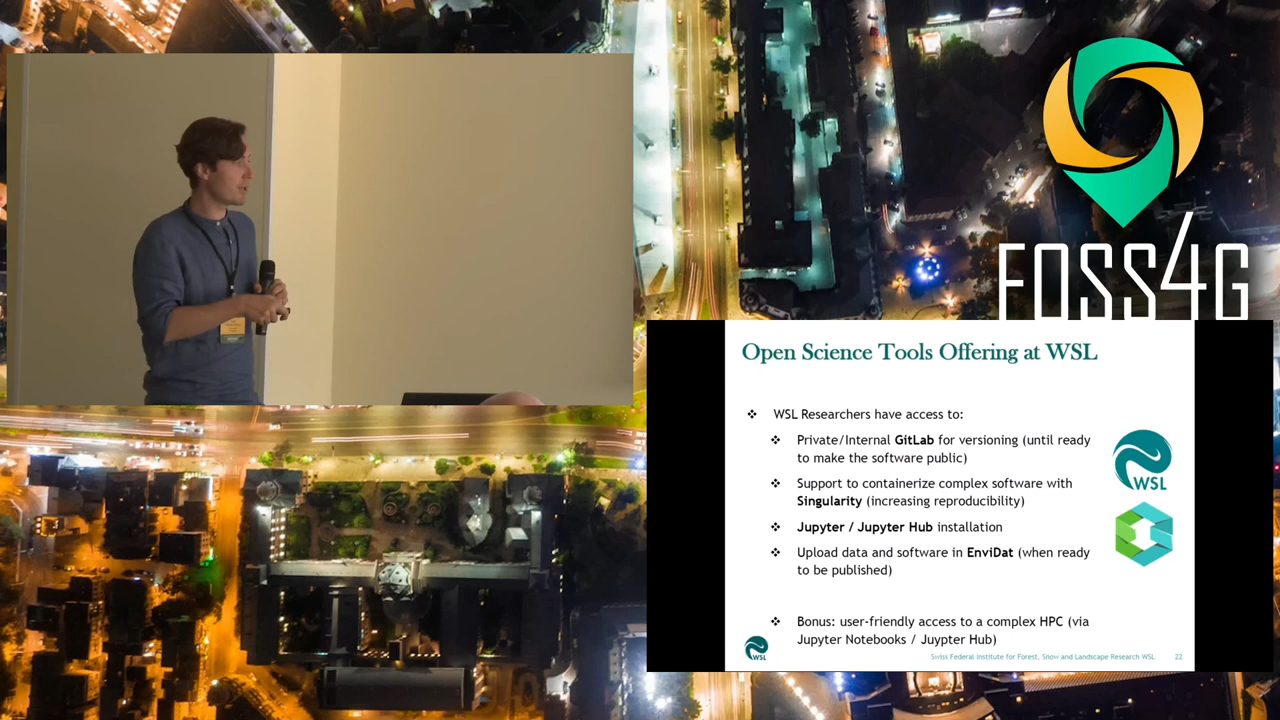 FOSS4G
Open Science Tools Offering at WSL
WSL Researchers have access to:
Private/Internal GitLab for versioning (until ready
to make the software public)
Support to containerize complex software with
Singularity (increasing reproducibility)
Jupyter / Jupyter Hub installation
Upload data and software in EnviDat (when ready
to be published)
WSL
Bonus: user-friendly access to a complex HPC (via
Jupyter Notebooks / Juypter Hub)
WSL
Swiss Federal Institute for Forest, Snow and Landscape Research WSL 22